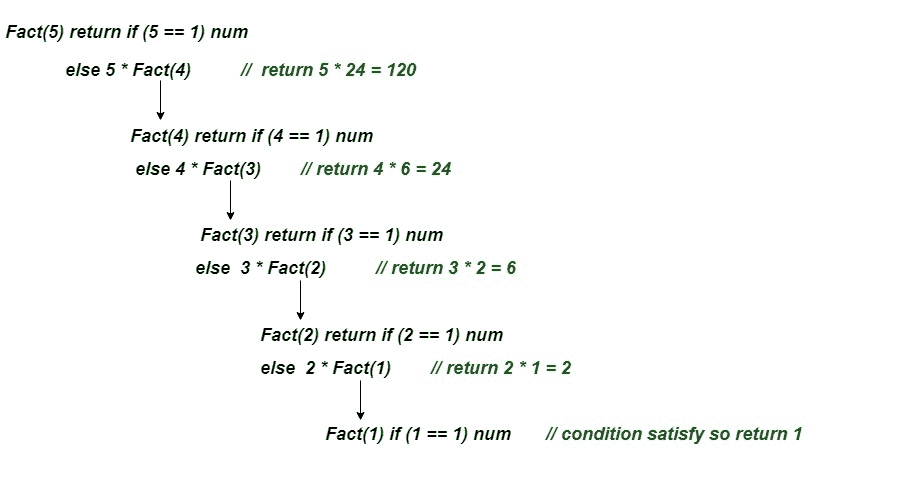 Fact(5) return if (5 == 1) num
else 5 * Fact(4) // return 5 * 24 = 120
Fact(4) return if (4 == 1) num
else 4 * Fact(3) // return 4 * 6 = 24
Fact(3) return if (3 == 1) num
else 3 * Fact(2) // return 3 * 2 = 6
Fact(2) return if (2 == 1) num
else 2 * Fact(1) // return 2 * 1 = 2
Fact(1) if (1 == 1) num // condition satisfy so return 1